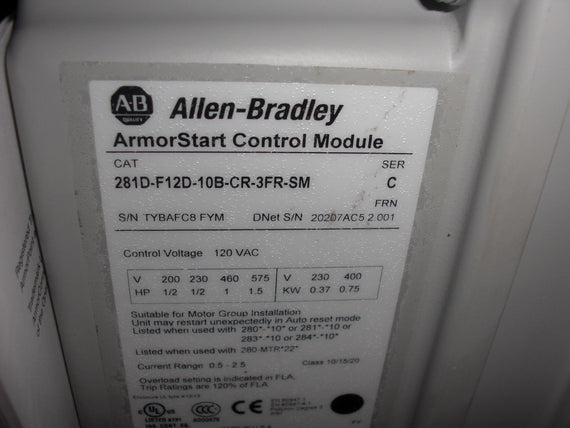 A-B
QUALITY
Allen-Bradley
ArmorStart Control Module
CAT SER
281D-F12D-10B-CR-3FR-SM C
FRN
S/N TYBAFC8 FYM DNet S/N 20207AC5 2.001
Control Voltage 120 VAC
V 200 230 460 575 V 230 400
HP 1/2 1/2 1 1.5 KW 0.37 0.75
Suitable for Motor Group Installation
Unit may restart unexpectedly in Auto reset mode
Listed when used with 280*-*10* or 281*-*10 or
283*-*10 or 284*-*10*
Listed when used with 280-MTR*22*
Current Range 0.5 - 2.5 Class 10/15/20
Overload setting is indicated in FLA.
Trip Ratings are 120% of FLA
UL
CCC
CE